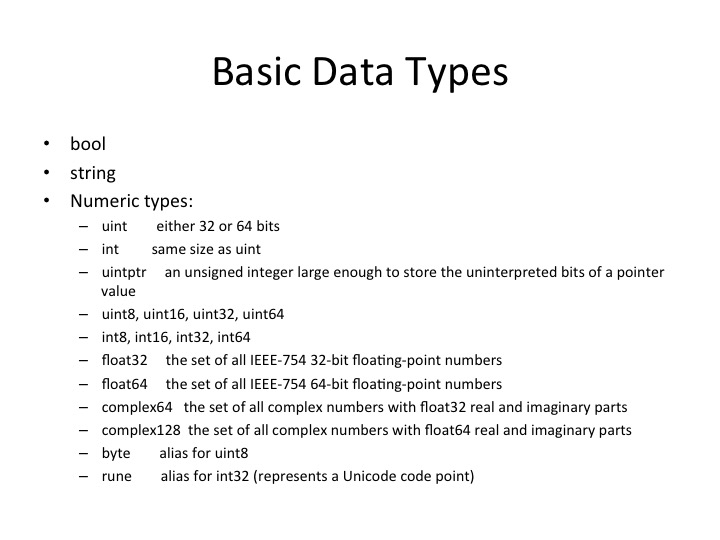 Basic Data Types
• bool
• string
• Numeric types:
– uint either 32 or 64 bits
– int same size as uint
– uintptr an unsigned integer large enough to store the uninterpreted bits of a pointer
value
– uint8, uint16, uint32, uint64
– int8, int16, int32, int64
– float32 the set of all IEEE-754 32-bit floating-point numbers
– float64 the set of all IEEE-754 64-bit floating-point numbers
– complex64 the set of all complex numbers with float32 real and imaginary parts
– complex128 the set of all complex numbers with float64 real and imaginary parts
– byte alias for uint8
– rune alias for int32 (represents a Unicode code point)